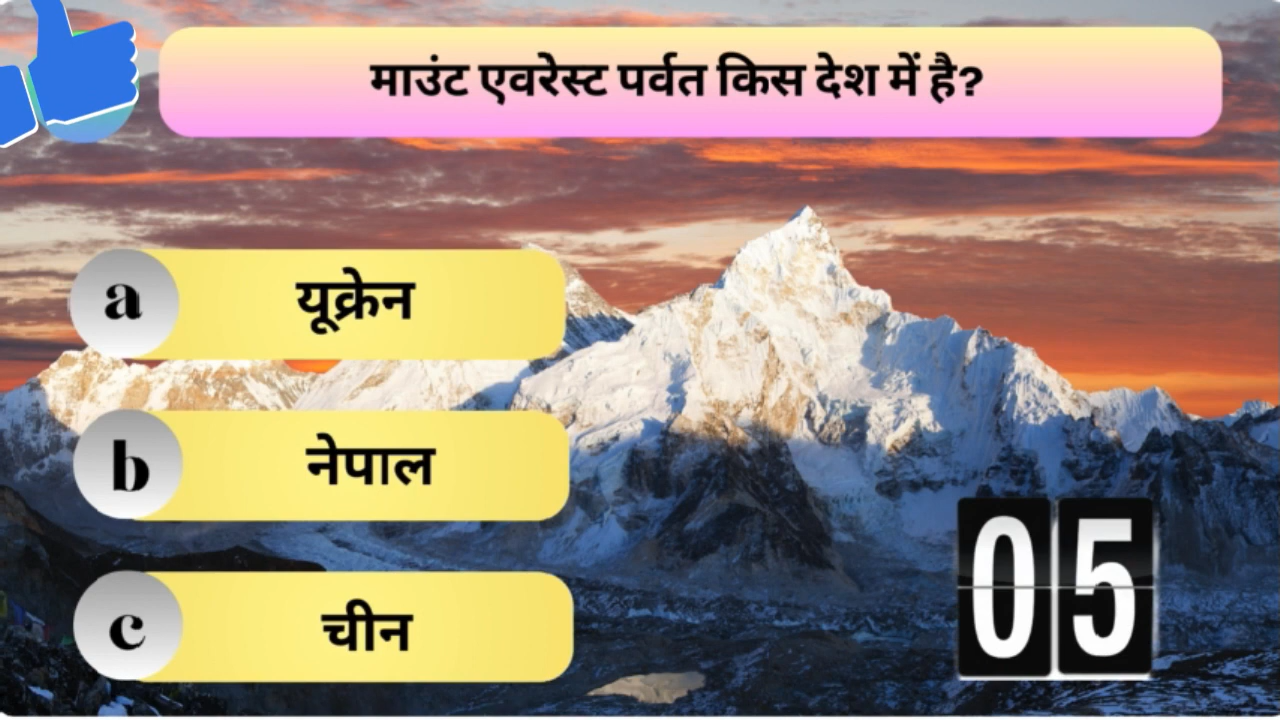 माउंट एवरेस्ट पर्वत किस देश में है?
a यूक्रेन
b नेपाल
c चीन
05